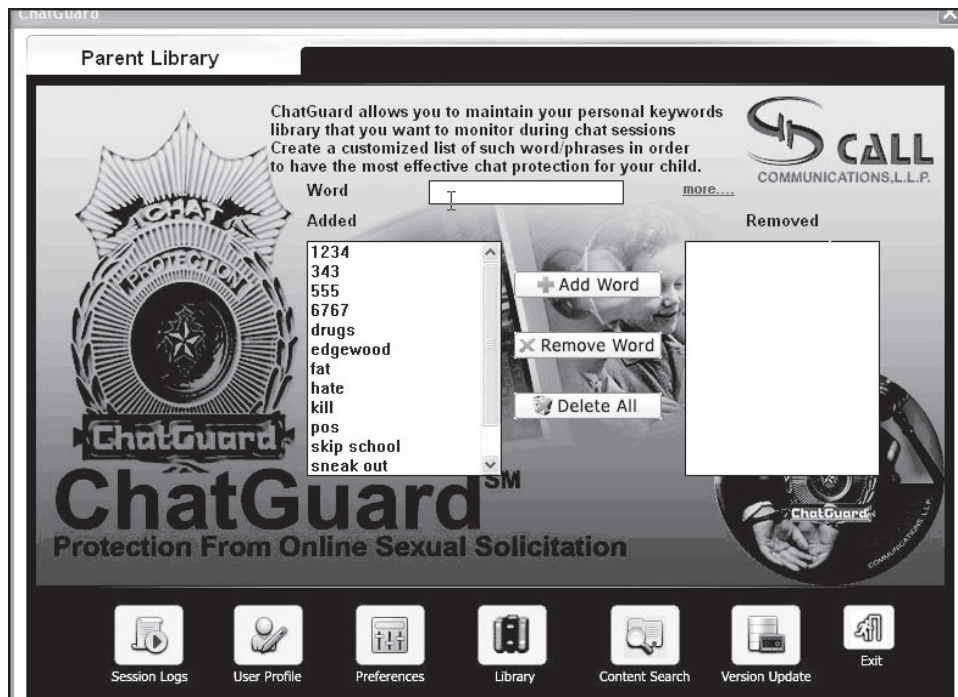 ChatGuard
Parent Library
ChatGuard allows you to maintain your personal keywords
library that you want to monitor during chat sessions
Create a customized list of such word/phrases in order
to have the most effective chat protection for your child.
CALL
COMMUNICATIONS,L.L.P.
Word
more....
Added
Removed
1234
343
555
6767
drugs
edgewood
fat
hate
kill
pos
skip school
sneak out
Add Word
Remove Word
Delete All
CHAT
PROTECTION
ChatGuard
ChatGuard SM
Protection From Online Sexual Solicitation
ChatGuard
COMMUNICATIONS L.L.P.
Session Logs
User Profile
Preferences
Library
Content Search
Version Update
Exit